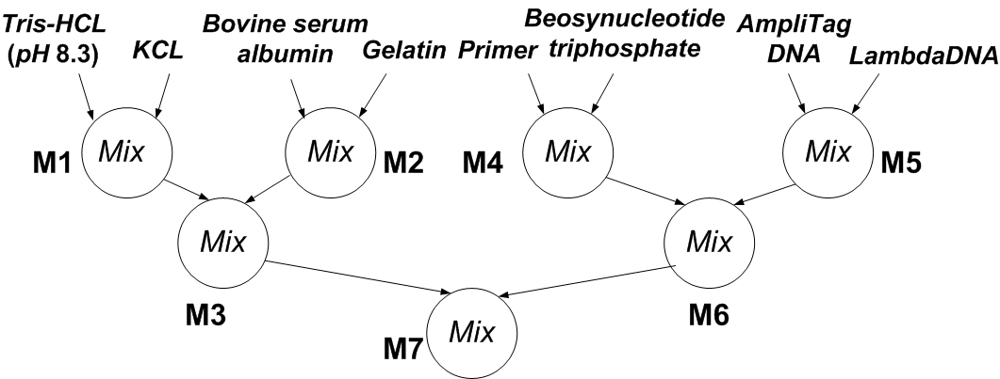 Tris-HCL
(pH 8.3)
KCL
Bovine serum
albumin
Gelatin
Primer
Beosynucleotide
triphosphate
AmpliTag
DNA
LambdaDNA
M1
Mix
Mix
M2
M4
Mix
Mix
M5
Mix
M3
Mix
M6
M7
Mix